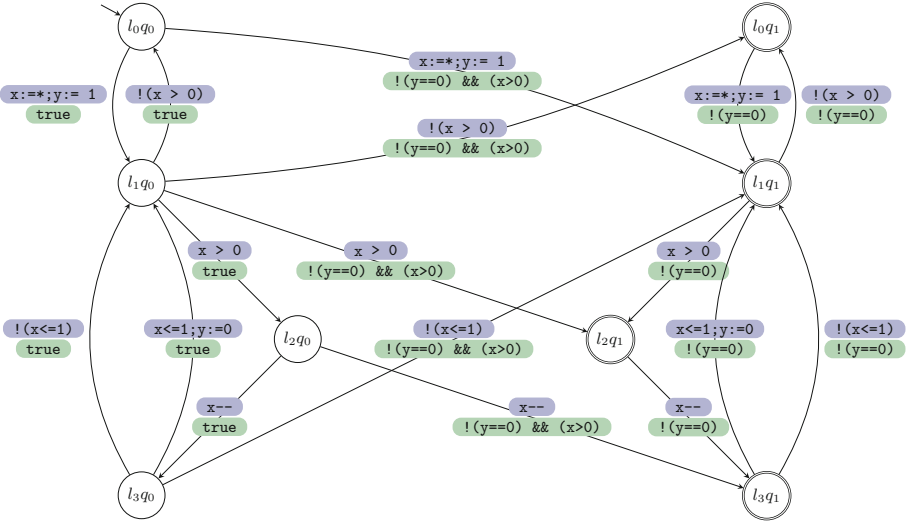 l0q0
l0q1
x:=*;y:= 1
!(y==0) && (x>0)
x:=*;y:= 1
true
!(x > 0)
true
x:=*;y:= 1
!(y==0)
!(x > 0)
!(y==0)
!(x > 0)
!(y==0) && (x>0)
l1q0
l1q1
x > 0
true
x > 0
!(y==0) && (x>0)
x > 0
!(y==0)
!(x<=1)
true
x<=1;y:=0
true
l2q0
!(x<=1)
!(y==0) && (x>0)
l2q1
x<=1;y:=0
!(y==0)
!(x<=1)
!(y==0)
x--
true
x--
!(y==0) && (x>0)
x--
!(y==0)
l3q0
l3q1